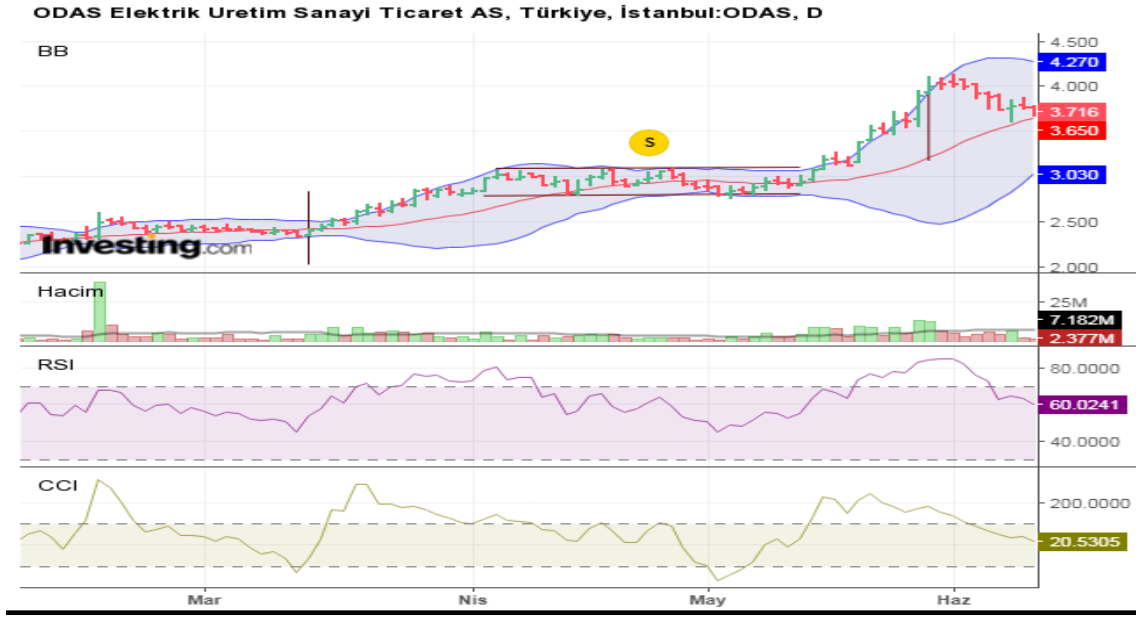 ODAS Elektrik Uretim Sanayi Ticaret AS, Türkiye, İstanbul:ODAS, D
BB
4.500
4.270
4.000
3.716
3.650
S
3.030
2.500
Investing.com
2.000
Hacim
25M
7.182M
2.377M
RSI
80.0000
60.0241
40.0000
CCI
200.0000
20.5305
Mar Nis May Haz